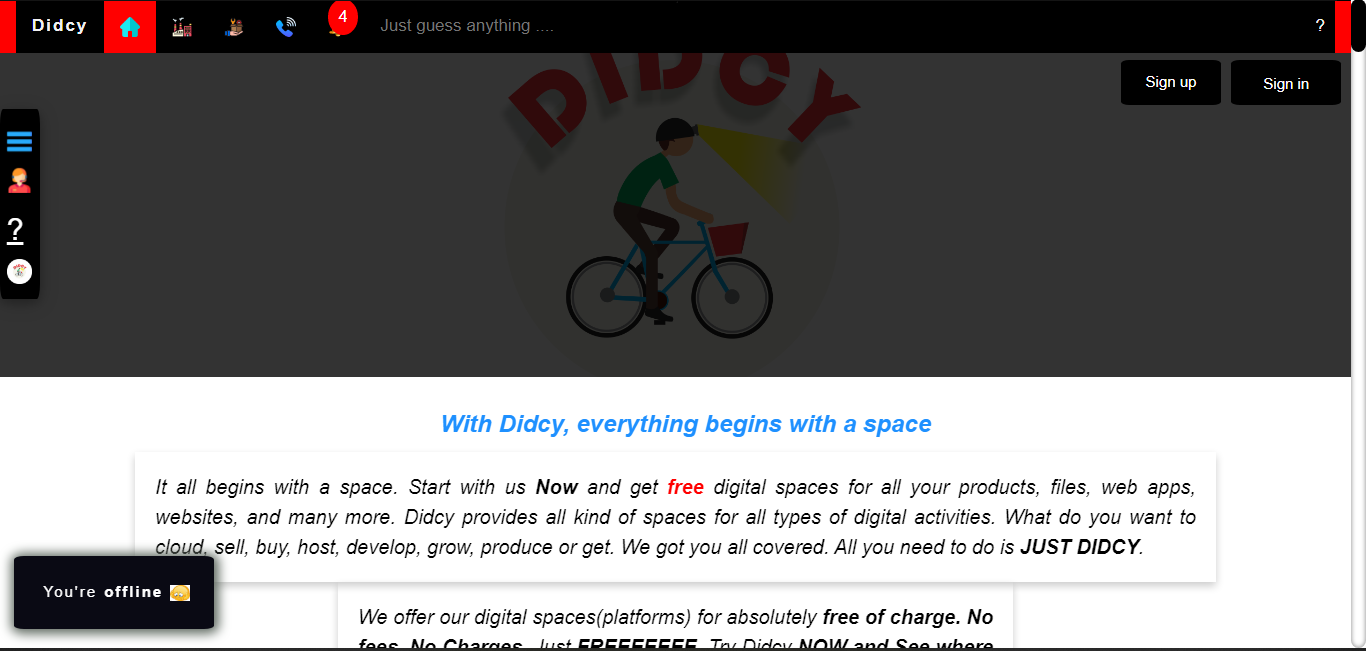 Didcy
4
Just guess anything ....
?
DIDCY
Sign up
Sign in
?
With Didcy, everything begins with a space
It all begins with a space. Start with us Now and get free digital spaces for all your products, files, web apps,
websites, and many more. Didcy provides all kind of spaces for all types of digital activities. What do you want to
cloud, sell, buy, host, develop, grow, produce or get. We got you all covered. All you need to do is JUST DIDCY.
You're offline
We offer our digital spaces(platforms) for absolutely free of charge. No
fees, No Charges, Just FREEEEEEE. Try Didcy NOW and See where